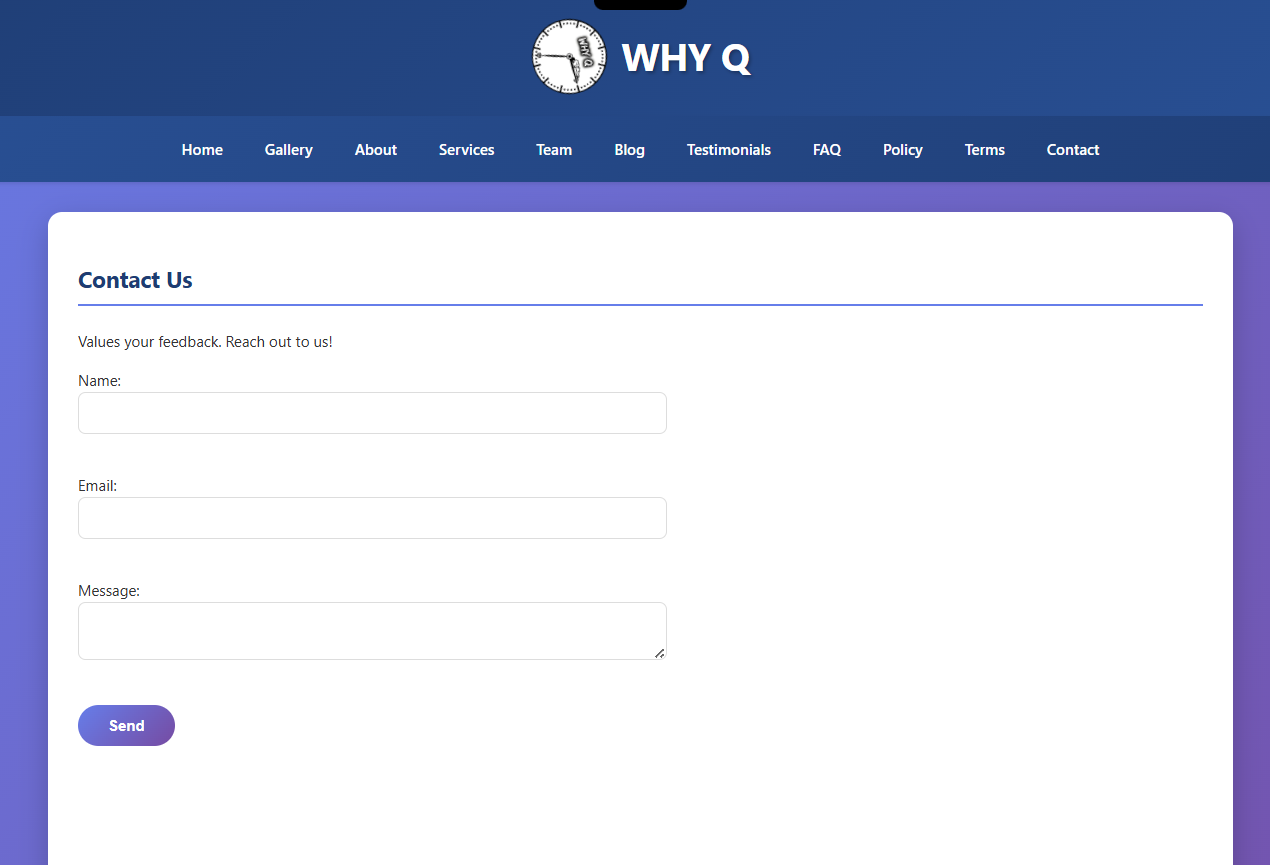 WHY Q
WHY Q
Home Gallery About Services Team Blog Testimonials FAQ Policy Terms Contact
Contact Us
Values your feedback. Reach out to us!
Name:
Email:
Message:
Send